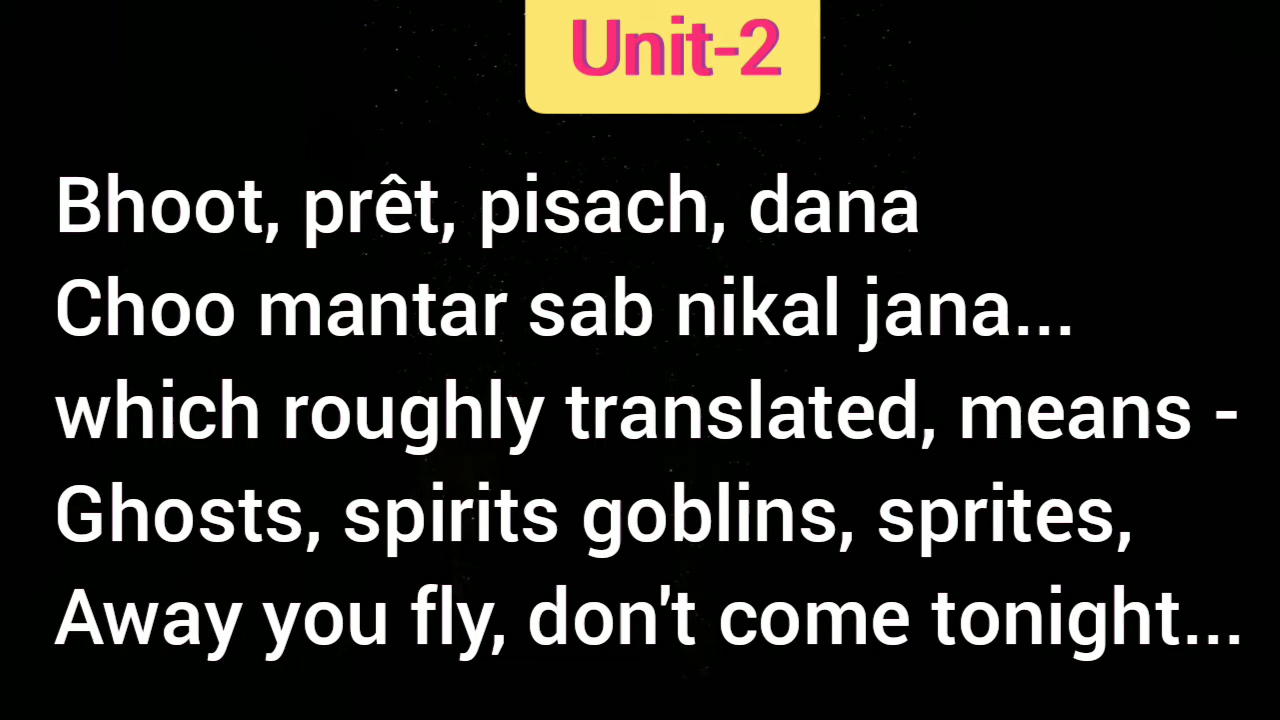 Unit-2
Bhoot, prêt, pisach, dana
Choo mantar sab nikal jana...
which roughly translated, means -
Ghosts, spirits goblins, sprites,
Away you fly, don't come tonight...